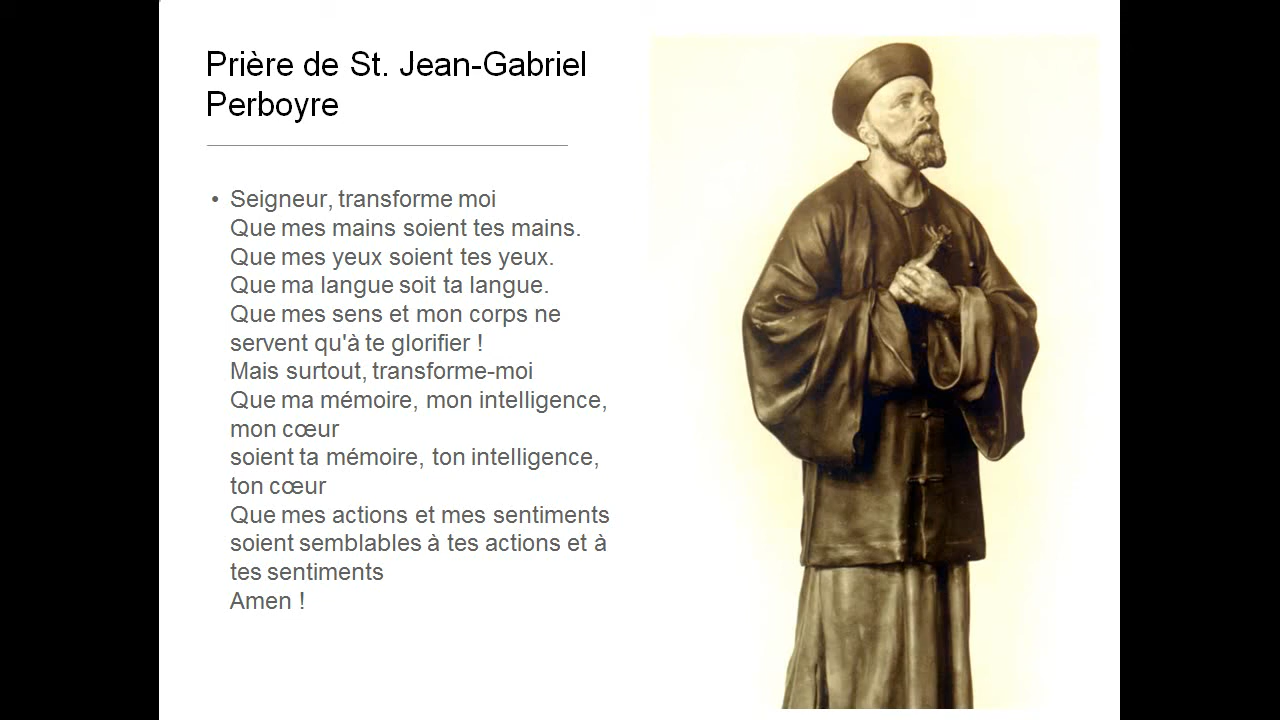 Prière de St. Jean-Gabriel
Perboyre
• Seigneur, transforme moi
Que mes mains soient tes mains.
Que mes yeux soient tes yeux.
Que ma langue soit ta langue.
Que mes sens et mon corps ne
servent qu'à te glorifier !
Mais surtout, transforme-moi
Que ma mémoire, mon intelligence,
mon cœur
soient ta mémoire, ton intelligence,
ton cœur
Que mes actions et mes sentiments
soient semblables à tes actions et à
tes sentiments
Amen !